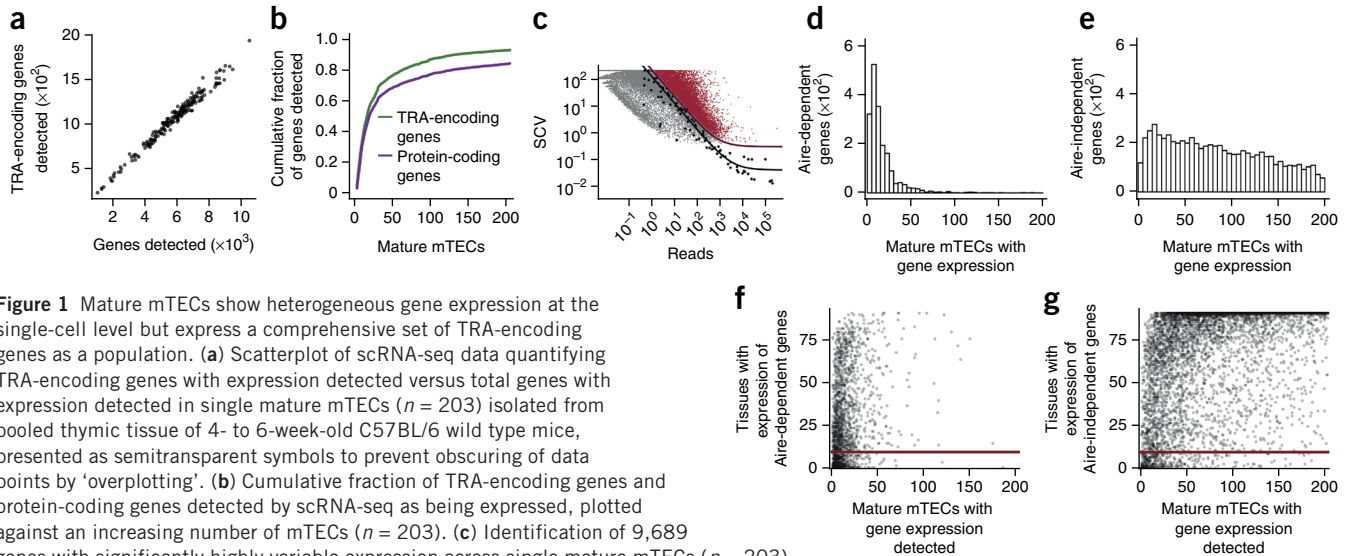 a
TRA-encoding genes
detected (×10²)
20
15
10
5
2 4 6 8 10
Genes detected (×10³)
b
Cumulative fraction
of genes detected
1.0
0.8
0.6
0.4
0.2
0
TRA-encoding
genes
Protein-coding
genes
0 50 100 150 200
Mature mTECs
c
SCV
10²
10¹
10⁰
10⁻¹
10⁻²
10⁻¹ 10⁰ 10¹ 10² 10³ 10⁴ 10⁵
Reads
d
Aire-dependent
genes (×10²)
6
4
2
0
0 50 100 150 200
Mature mTECs with
gene expression
e
Aire-independent
genes (×10²)
6
4
2
0
0 50 100 150 200
Mature mTECs with
gene expression
Figure 1 Mature mTECs show heterogeneous gene expression at the
single-cell level but express a comprehensive set of TRA-encoding
genes as a population. (a) Scatterplot of scRNA-seq data quantifying
TRA-encoding genes with expression detected versus total genes with
expression detected in single mature mTECs (n = 203) isolated from
pooled thymic tissue of 4- to 6-week-old C57BL/6 wild type mice,
presented as semitransparent symbols to prevent obscuring of data
points by ‘overplotting’. (b) Cumulative fraction of TRA-encoding genes and
protein-coding genes detected by scRNA-seq as being expressed, plotted
against an increasing number of mTECs (n = 203). (c) Identification of 9,689
genes with significantly highly variable expression across single mature mTECs (n = 203)
f
Tissues with
expression of
Aire-dependent genes
75
50
25
0
0 50 100 150 200
Mature mTECs with
gene expression
detected
g
Tissues with
expression of
Aire-independent genes
75
50
25
0
0 50 100 150 200
Mature mTECs with
gene expression
detected